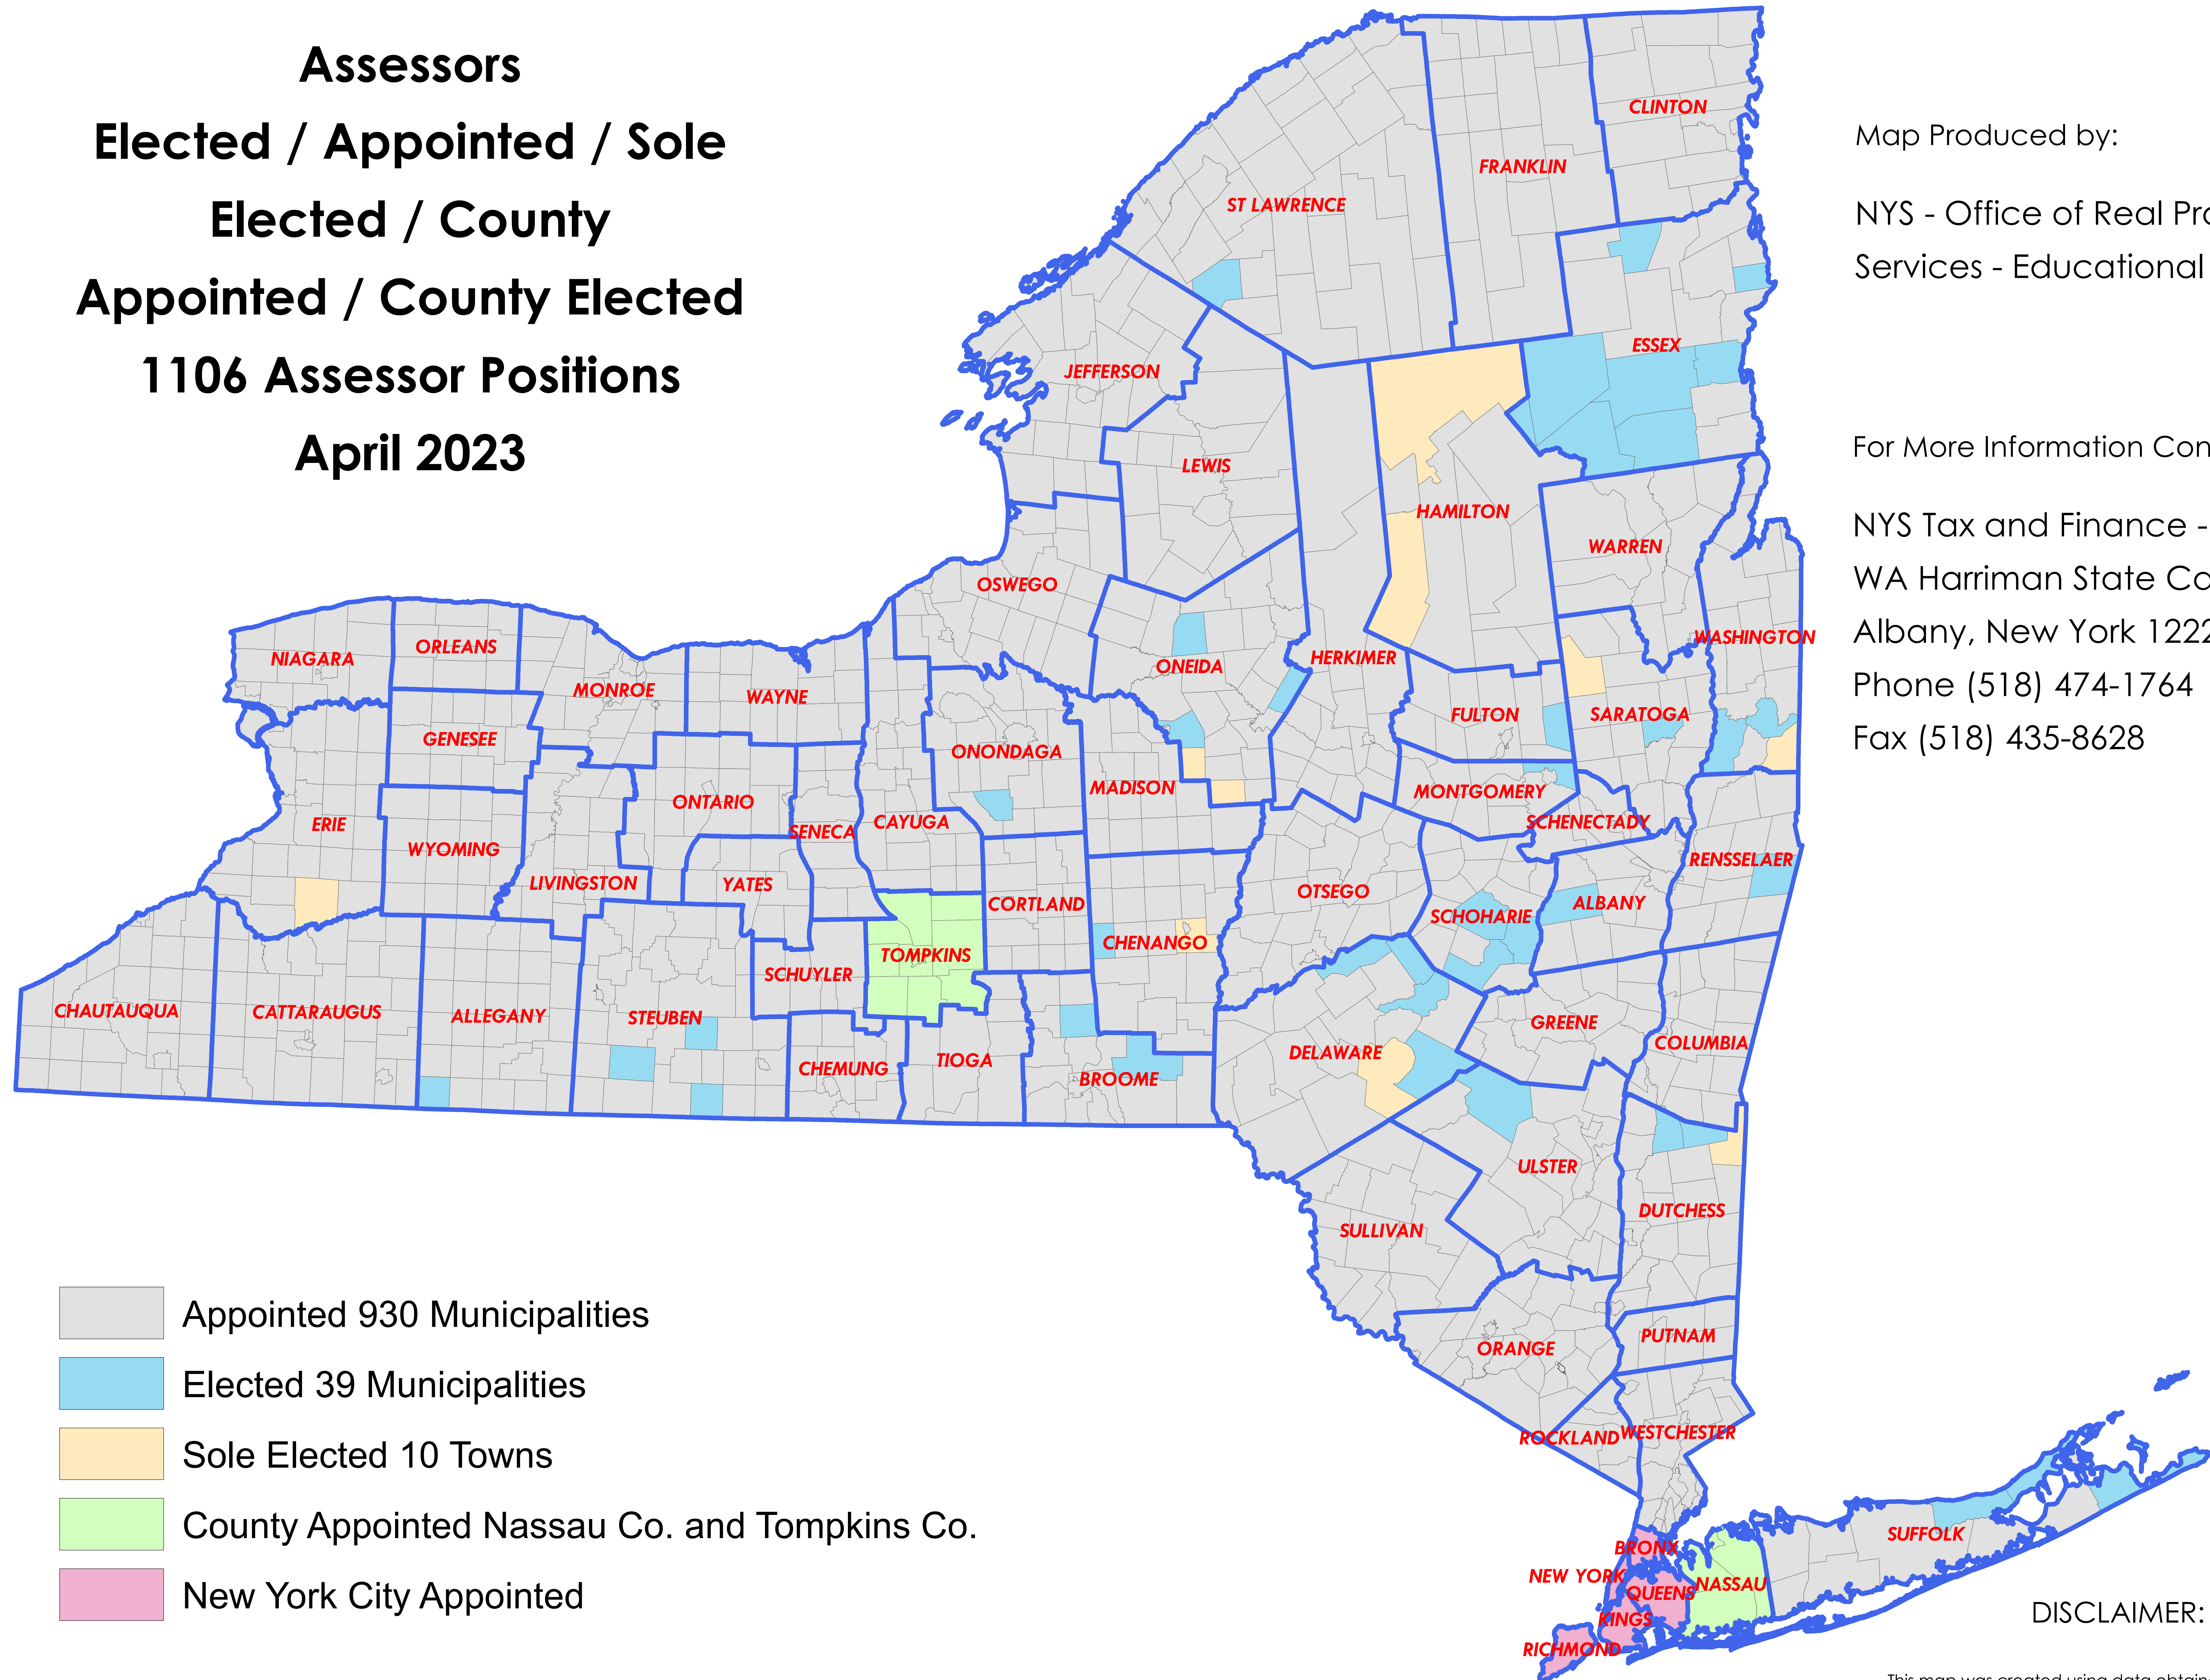 Assessors
Elected / Appointed / Sole
Elected / County
Appointed / County Elected
1106 Assessor Positions
April 2023
Map Produced by:
NYS - Office of Real
Services - Educational
For More Information
NYS Tax and Finance -
WA Harriman State
Albany, New York
Phone (518) 474-1764
Fax (518) 435-8628
CLINTON
FRANKLIN
ST LAWRENCE
ESSEX
JEFFERSON
LEWIS
HAMILTON
WARREN
OSWEGO
WASHINGTON
ONEIDA
HERKIMER
NIAGARA
ORLEANS
MONROE
WAYNE
FULTON
SARATOGA
GENESEE
ONONDAGA
MADISON
MONTGOMERY
ONTARIO
ERIE
SENECA
CAYUGA
SCHENECTADY
WYOMING
RENSSELAER
LIVINGSTON
YATES
OTSEGO
CORTLAND
ALBANY
SCHOHARIE
CHENANGO
TOMPKINS
SCHUYLER
CHAUTAUQUA
CATTARAUGUS
ALLEGANY
STEUBEN
GREENE
COLUMBIA
DELAWARE
CHEMUNG
TIOGA
BROOME
ULSTER
DUTCHESS
SULLIVAN
PUTNAM
ORANGE
ROCKLAND
WESTCHESTER
SUFFOLK
BRONX
NEW YORK
QUEENS
NASSAU
KINGS
RICHMOND
Appointed 930 Municipalities
Elected 39 Municipalities
Sole Elected 10 Towns
County Appointed Nassau Co. and Tompkins Co.
New York City Appointed
DISCLAIMER:
This map was created using data